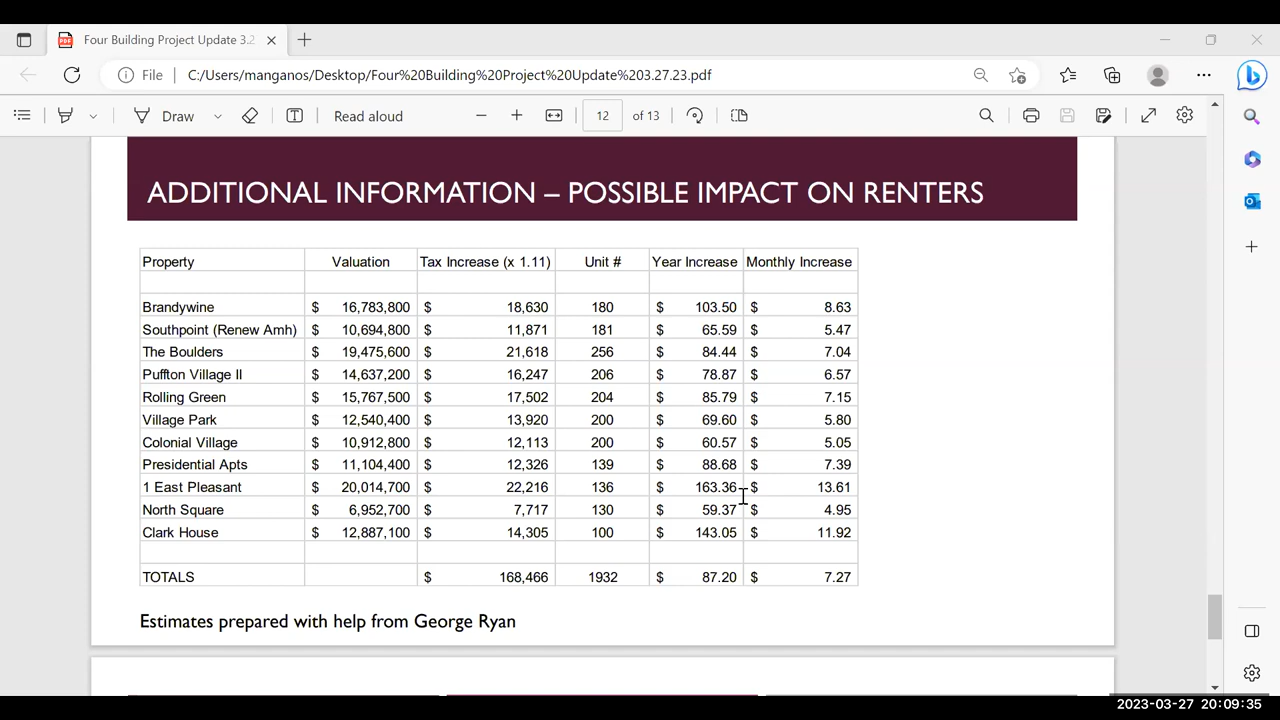 Four Building Project Update 3.2
File C:/Users/manganos/Desktop/Four%20Building%20Project%20Update%203.27.23.pdf
Draw Read aloud 12 of 13
ADDITIONAL INFORMATION – POSSIBLE IMPACT ON RENTERS
Property Valuation Tax Increase (x 1.11) Unit # Year Increase Monthly Increase
Brandywine $ 16,783,800 $ 18,630 180 $ 103.50 $ 8.63
Southpoint (Renew Amh) $ 10,694,800 $ 11,871 181 $ 65.59 $ 5.47
The Boulders $ 19,475,600 $ 21,618 256 $ 84.44 $ 7.04
Puffton Village II $ 14,637,200 $ 16,247 206 $ 78.87 $ 6.57
Rolling Green $ 15,767,500 $ 17,502 204 $ 85.79 $ 7.15
Village Park $ 12,540,400 $ 13,920 200 $ 69.60 $ 5.80
Colonial Village $ 10,912,800 $ 12,113 200 $ 60.57 $ 5.05
Presidential Apts $ 11,104,400 $ 12,326 139 $ 88.68 $ 7.39
1 East Pleasant $ 20,014,700 $ 22,216 136 $ 163.36 $ 13.61
North Square $ 6,952,700 $ 7,717 130 $ 59.37 $ 4.95
Clark House $ 12,887,100 $ 14,305 100 $ 143.05 $ 11.92
TOTALS $ 168,466 1932 $ 87.20 $ 7.27
Estimates prepared with help from George Ryan
2023-03-27 20:09:35